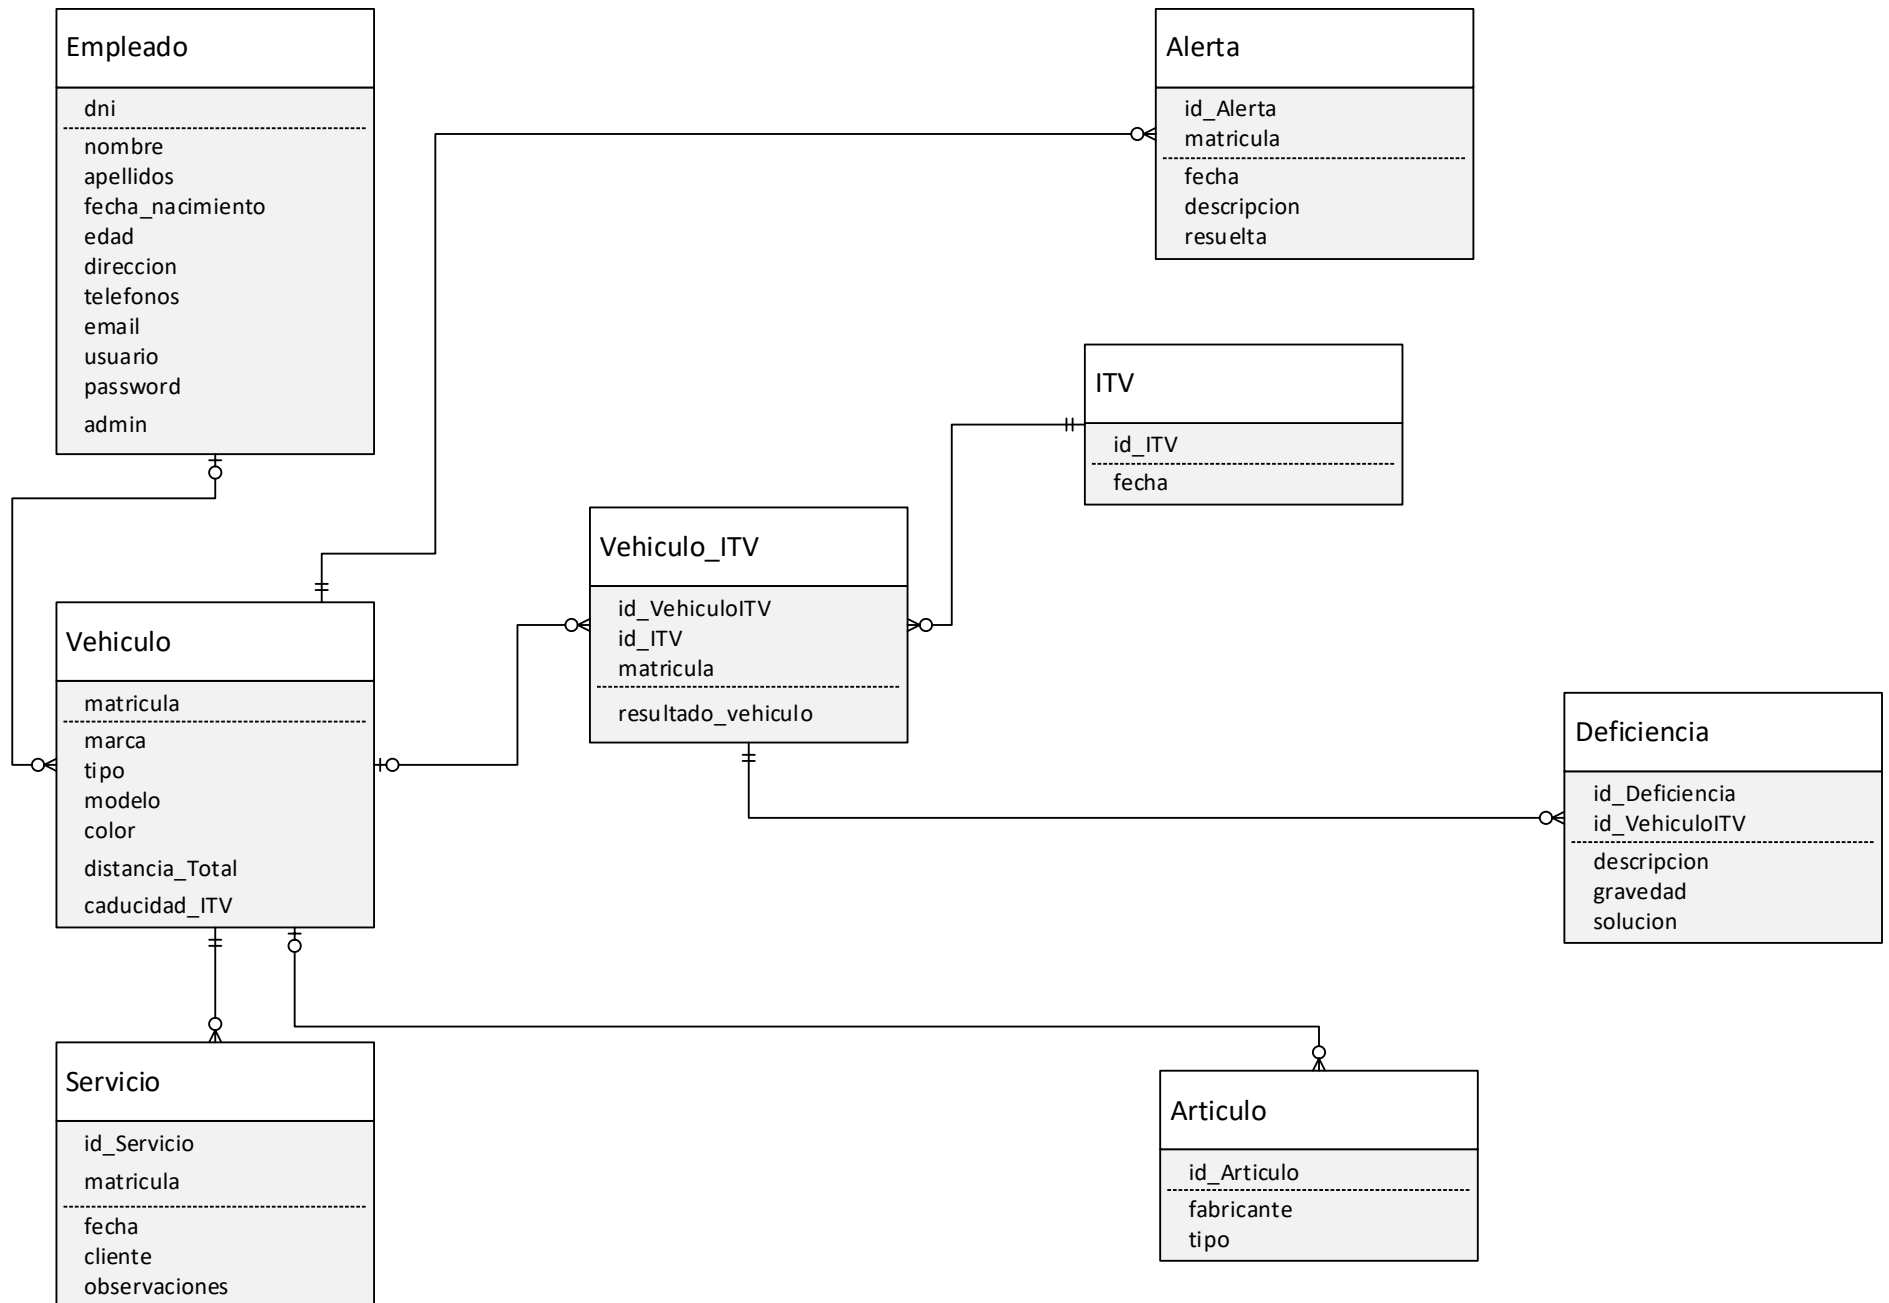 Empleado
dni
nombre
apellidos
fecha_nacimiento
edad
direccion
telefonos
email
usuario
password
admin
Alerta
id_Alerta
matricula
fecha
descripcion
resuelta
ITV
id_ITV
fecha
Vehiculo_ITV
id_VehiculoITV
id_ITV
matricula
resultado_vehiculo
Vehiculo
matricula
marca
tipo
modelo
color
distancia_Total
caducidad_ITV
Deficiencia
id_Deficiencia
id_VehiculoITV
descripcion
gravedad
solucion
Servicio
id_Servicio
matricula
fecha
cliente
observaciones
Articulo
id_Articulo
fabricante
tipo